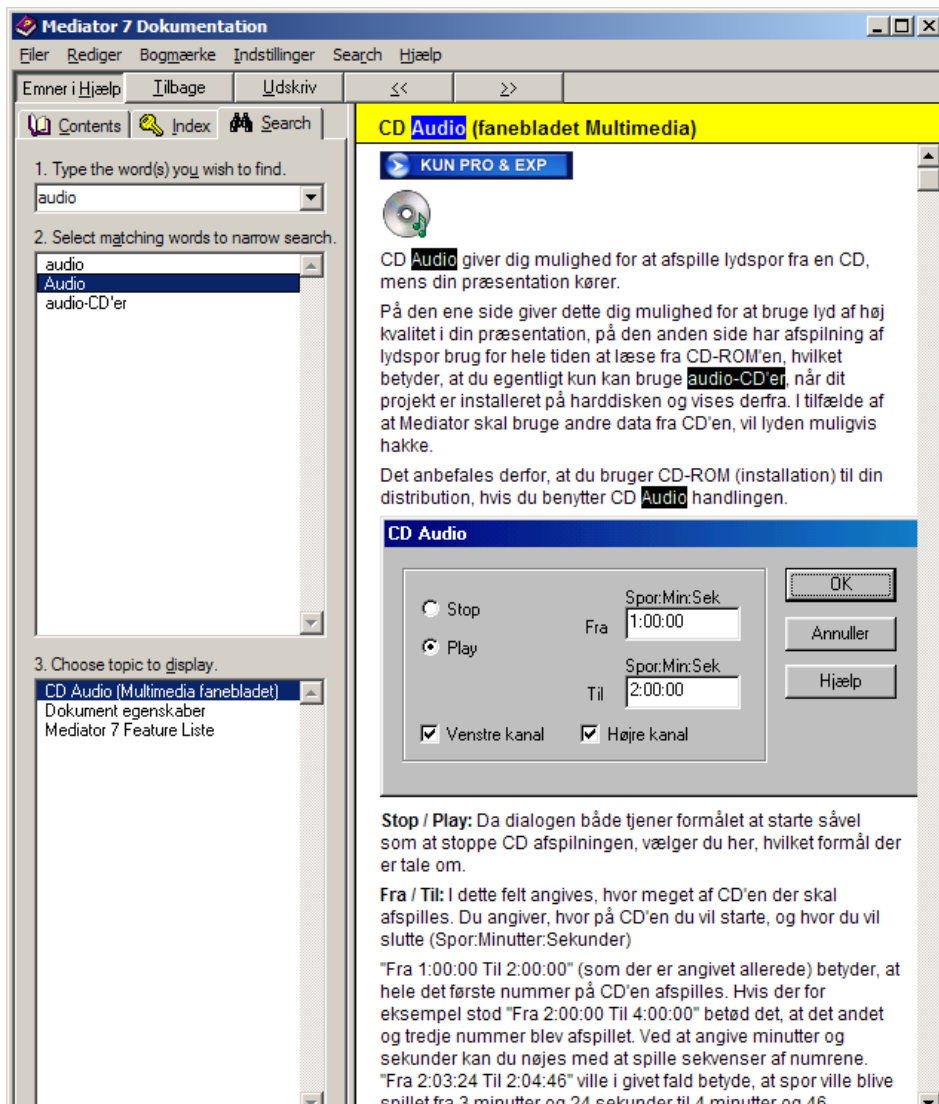 Mediator 7 Dokumentation
Filer Rediger Bogmærke Indstillinger Search Hjælp
Emner i Hjælp Tilbage Udskriv << >>
Contents Index Search
1. Type the word(s) you wish to find.
audio
2. Select matching words to narrow search.
audio
Audio
audio-CD'er
3. Choose topic to display.
CD Audio (Multimedia fanebladet)
Dokument egenskaber
Mediator 7 Feature Liste
CD Audio (fanebladet Multimedia)
KUN PRO & EXP
CD Audio giver dig mulighed for at afspille lydspor fra en CD,
mens din præsentation kører.
På den ene side giver dette dig mulighed for at bruge lyd af høj
kvalitet i din præsentation, på den anden side har afspilning af
lydspor brug for hele tiden at læse fra CD-ROM'en, hvilket
betyder, at du egentligt kun kan bruge audio-CD'er, når dit
projekt er installeret på harddisken og vises derfra. I tilfælde af
at Mediator skal bruge andre data fra CD'en, vil lyden muligvis
hakke.
Det anbefales derfor, at du bruger CD-ROM (installation) til din
distribution, hvis du benytter CD Audio handlingen.
CD Audio
Stop
Play
Spor:Min:Sek
Fra 1:00:00
Spor:Min:Sek
Til 2:00:00
Venstre kanal Højre kanal
OK
Annuller
Hjælp
Stop / Play: Da dialogen både tjener formålet at starte såvel
som at stoppe CD afspilningen, vælger du her, hvilket formål der
er tale om.
Fra / Til: I dette felt angives, hvor meget af CD'en der skal
afspilles. Du angiver, hvor på CD'en du vil starte, og hvor du vil
slutte (Spor:Minutter:Sekunder)
"Fra 1:00:00 Til 2:00:00" (som der er angivet allerede) betyder, at
hele det første nummer på CD'en afspilles. Hvis der for
eksempel stod "Fra 2:00:00 Til 4:00:00" betød det, at det andet
og tredje nummer blev afspillet. Ved at angive minutter og
sekunder kan du nøjes med at spille sekvenser af numrene.
"Fra 2:03:24 Til 2:04:46" ville i givet fald betyde, at spor ville blive
spillet fra 3 minutter og 24 sekunder til 4 minutter og 46